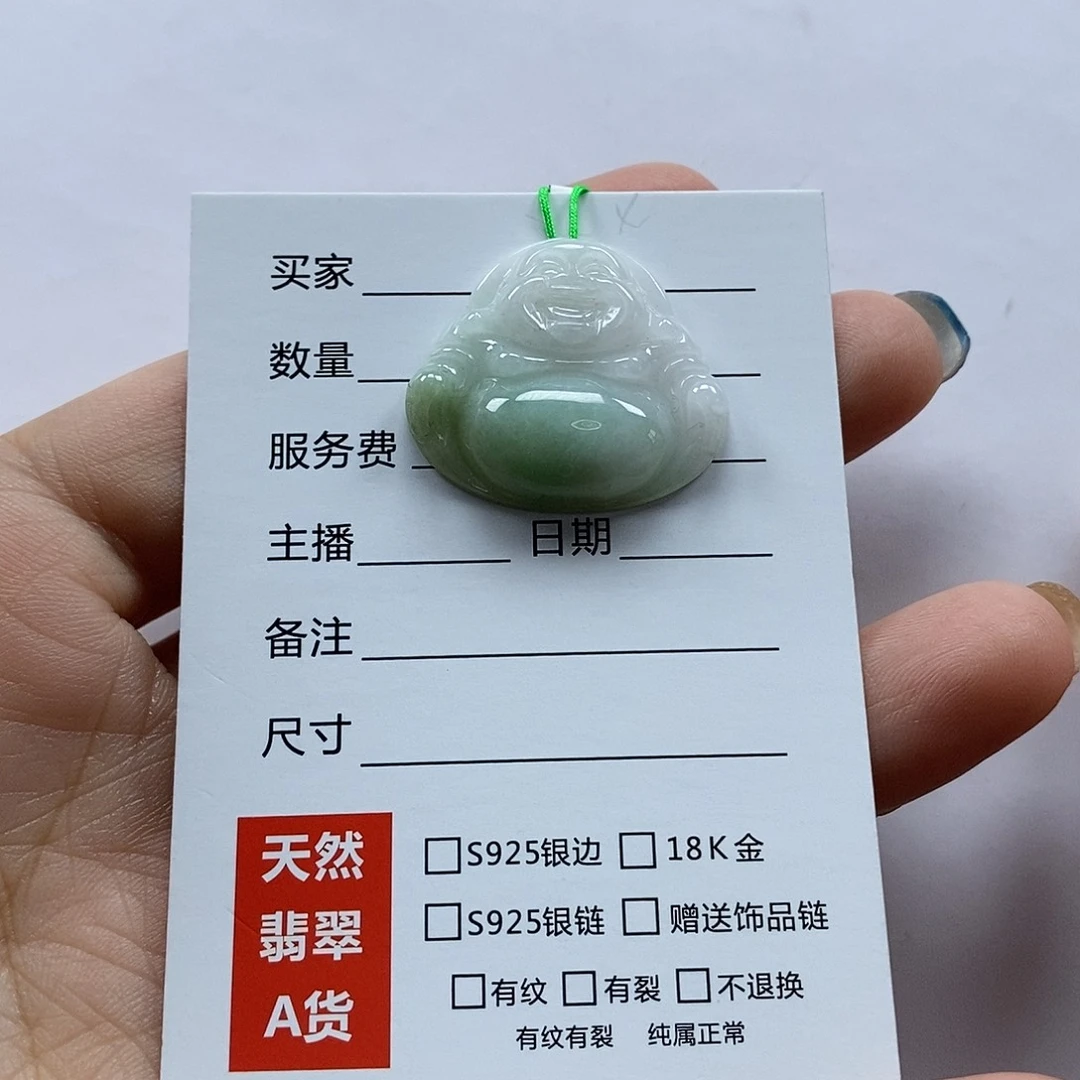 买家
数量
服务费
主播 日期
备注
尺寸
天然
翡翠
A货
S925银边 18K金
S925银链 赠送饰品链
有纹 有裂 不退换
有纹有裂 纯属正常